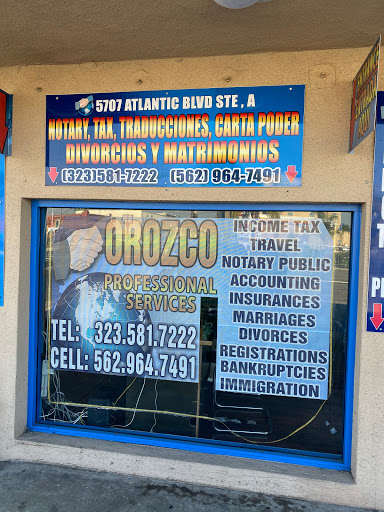 5707 ATLANTIC BLVD STE , A
NOTARY, TAX, TRADUCCIONES, CARTA PODER
DIVORCIOS Y MATRIMONIOS
(323)581-7222 (562) 964-7491
OROZCO
PROFESSIONAL
SERVICES
TEL: 323.581.7222
CELL: 562.964.7491
INCOME TAX
TRAVEL
NOTARY PUBLIC
ACCOUNTING
INSURANCES
MARRIAGES
DIVORCES
REGISTRATIONS
BANKRUPTCIES
IMMIGRATION